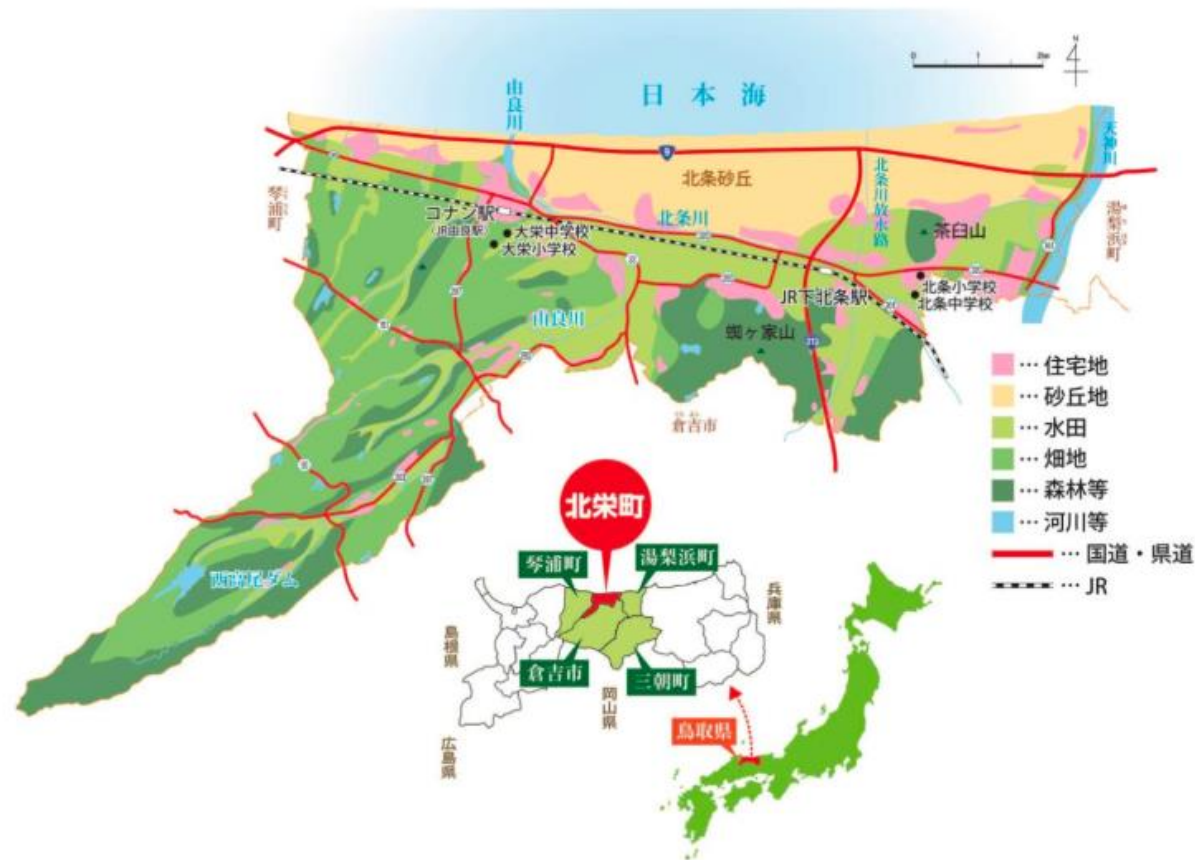 0 1 2km
N
日本海
由良川
天神川
9
北条砂丘
北条川放水路
琴浦町
湯梨浜町
コナン駅
(JR由良駅)
大栄中学校
大栄小学校
北条川
茶臼山
北条小学校
北条中学校
JR下北条駅
由良川
蜘ヶ家山
313
倉吉市
西高尾ダム
… 住宅地
… 砂丘地
… 水田
… 畑地
… 森林等
… 河川等
… 国道・県道
… JR
北栄町
琴浦町
湯梨浜町
倉吉市
三朝町
島根県
広島県
岡山県
兵庫県
鳥取県